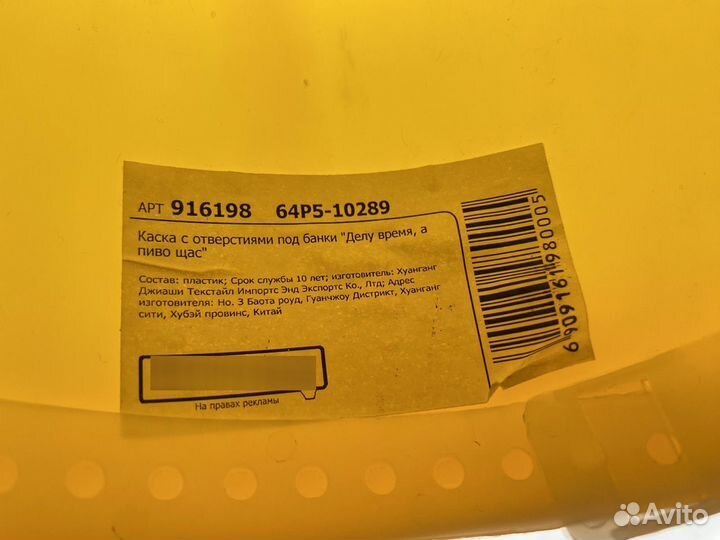 АРТ 916198 64P5-10289
Каска с отверстиями под банки "Делу время, а
пиво щас"
Состав: пластик; Срок службы 10 лет; изготовитель: Хуанганг
Джиаши Текстайл Импортс Энд Экспортс Ко., Лтд; Адрес
изготовителя: Но. 3 Баота роуд, Гуанчжоу Дистрикт, Хуанганг
сити, Хубэй провинс, Китай
На правах рекламы
6909161980005
Avito